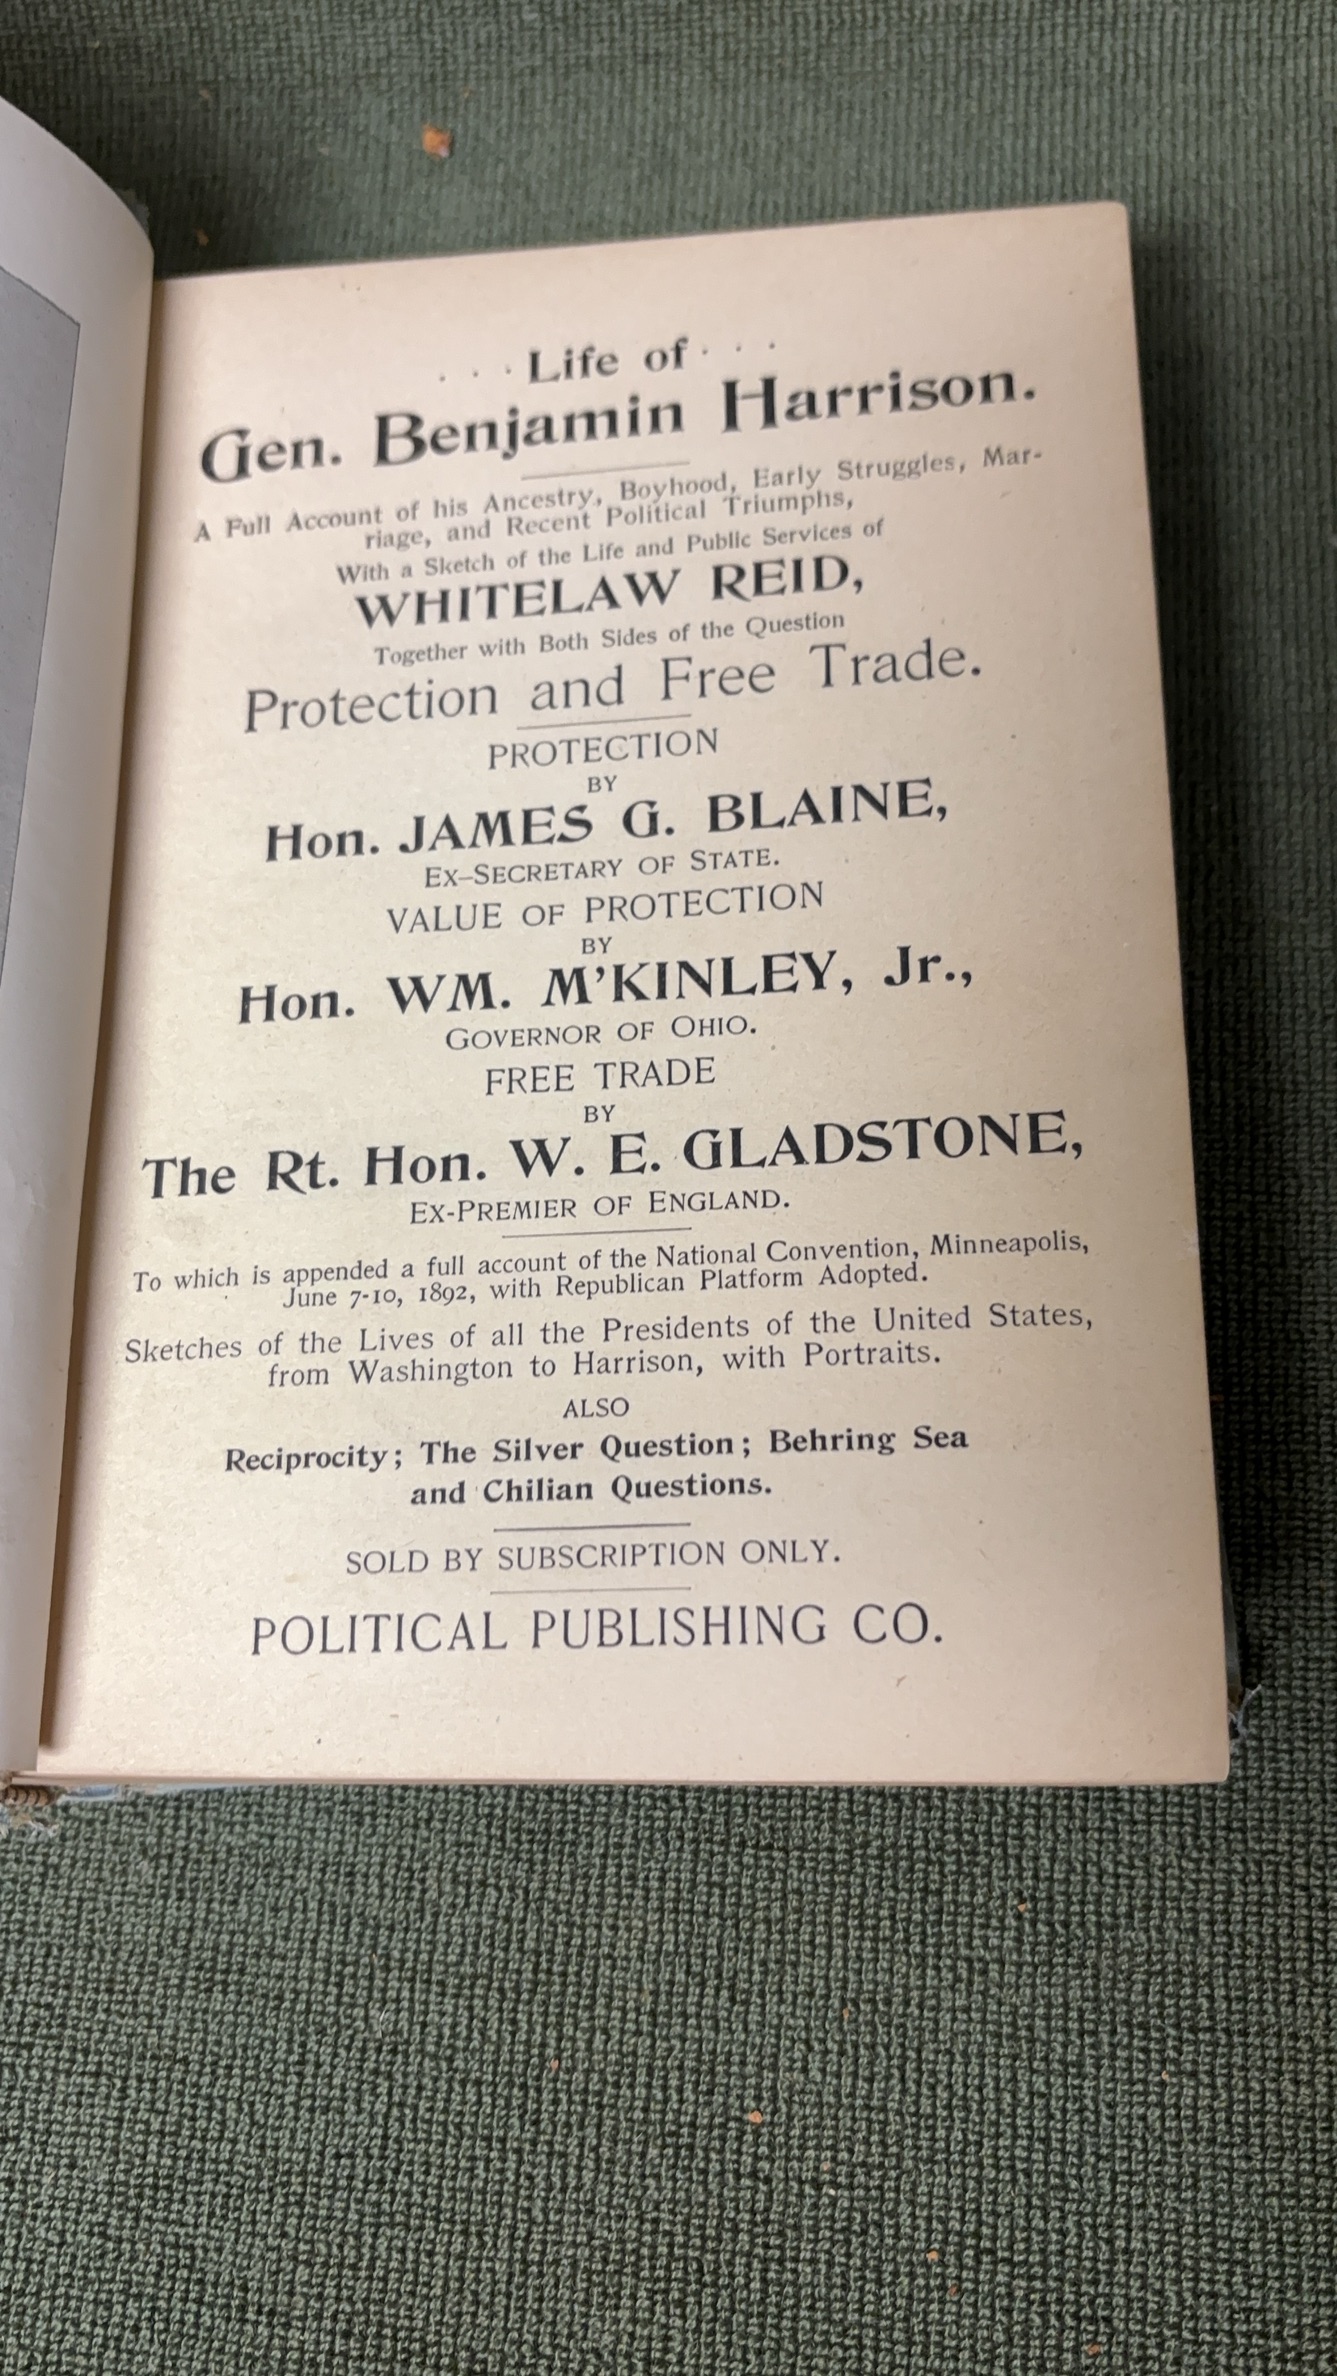 . . . Life of . . .
Gen. Benjamin Harrison.
A Full Account of his Ancestry, Boyhood, Early Struggles, Mar-
riage, and Recent Political Triumphs,
With a Sketch of the Life and Public Services of
WHITELAW REID,
Together with Both Sides of the Question
Protection and Free Trade.
PROTECTION
BY
Hon. JAMES G. BLAINE,
EX–SECRETARY OF STATE.
VALUE OF PROTECTION
BY
Hon. WM. M'KINLEY, Jr.,
GOVERNOR OF OHIO.
FREE TRADE
BY
The Rt. Hon. W. E. GLADSTONE,
EX-PREMIER OF ENGLAND.
To which is appended a full account of the National Convention, Minneapolis,
June 7-10, 1892, with Republican Platform Adopted.
Sketches of the Lives of all the Presidents of the United States,
from Washington to Harrison, with Portraits.
ALSO
Reciprocity; The Silver Question; Behring Sea
and Chilian Questions.
SOLD BY SUBSCRIPTION ONLY.
POLITICAL PUBLISHING CO.